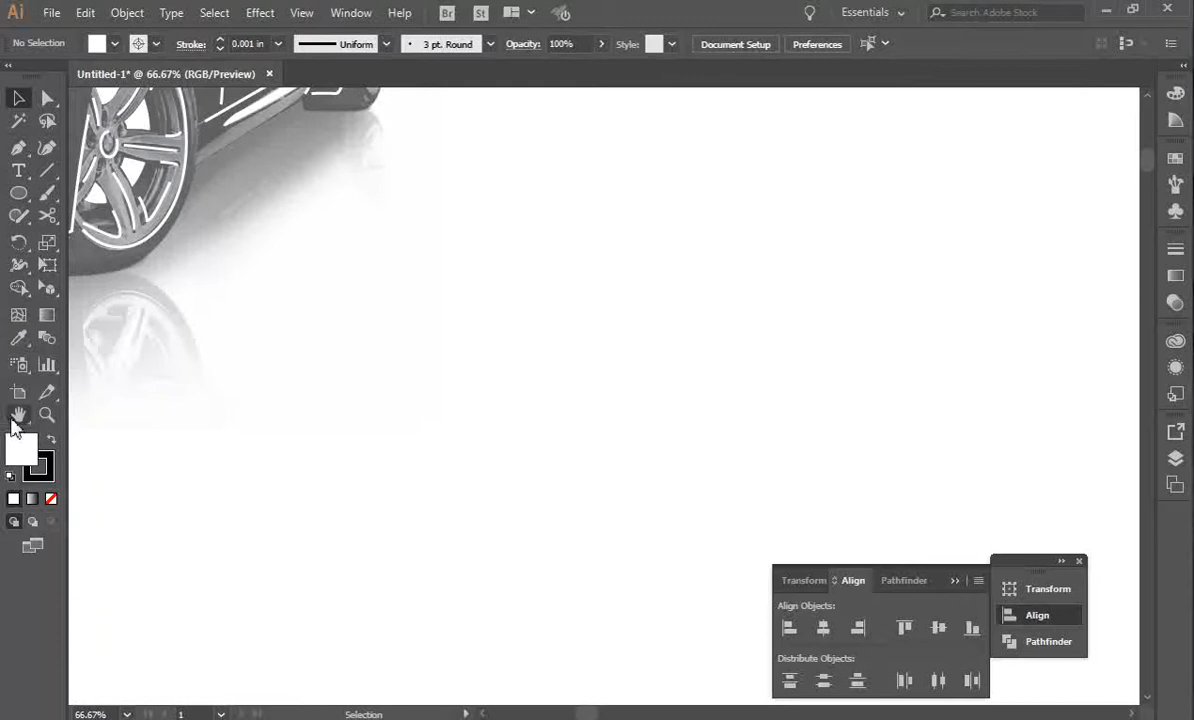 Ai File Edit Object Type Select Effect View Window Help Br St Essentials Search Adobe Stock
No Selection Stroke: 0.001 in Uniform 3 pt. Round Opacity: 100% Style: Document Setup Preferences
Untitled-1* @ 66.67% (RGB/Preview)
T
Transform Align Pathfinder
Align Objects:
Distribute Objects:
Transform
Align
Pathfinder
66.67% 1 Selection